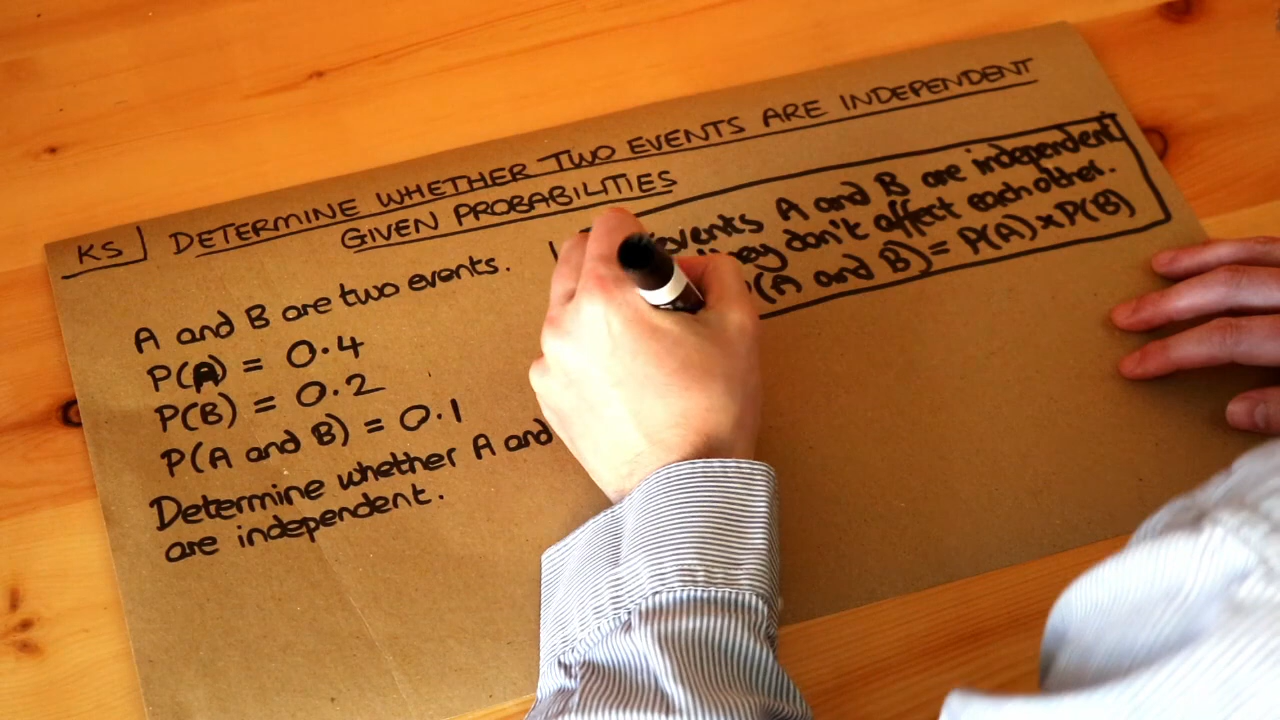 KS
DETERMINE WHETHER TWO EVENTS ARE INDEPENDENT
GIVEN PROBABILITIES
A and B are two events.
P(A) = 0.4
P(B) = 0.2
P(A and B) = 0.1
Determine whether A and
are independent.
events A and B are independent
they don't affect each other.
P(A and B) = P(A) x P(B)